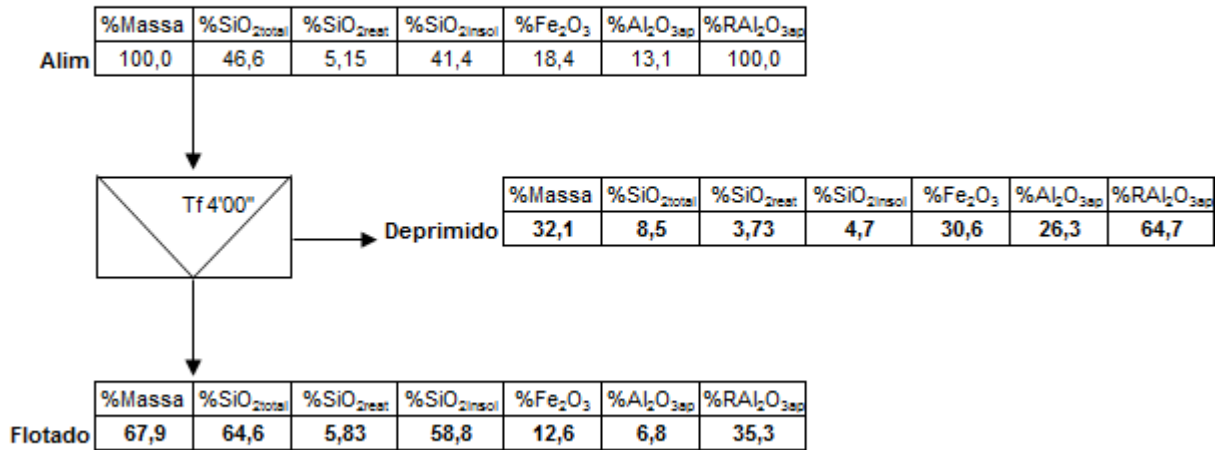 %Massa %SiO2total %SiO2reat %SiO2insol %Fe2O3 %Al2O3ap %RAl2O3ap
Alim 100,0 46,6 5,15 41,4 18,4 13,1 100,0
Tf 4'00"
%Massa %SiO2total %SiO2reat %SiO2insol %Fe2O3 %Al2O3ap %RAl2O3ap
Deprimido 32,1 8,5 3,73 4,7 30,6 26,3 64,7
%Massa %SiO2total %SiO2reat %SiO2insol %Fe2O3 %Al2O3ap %RAl2O3ap
Flotado 67,9 64,6 5,83 58,8 12,6 6,8 35,3